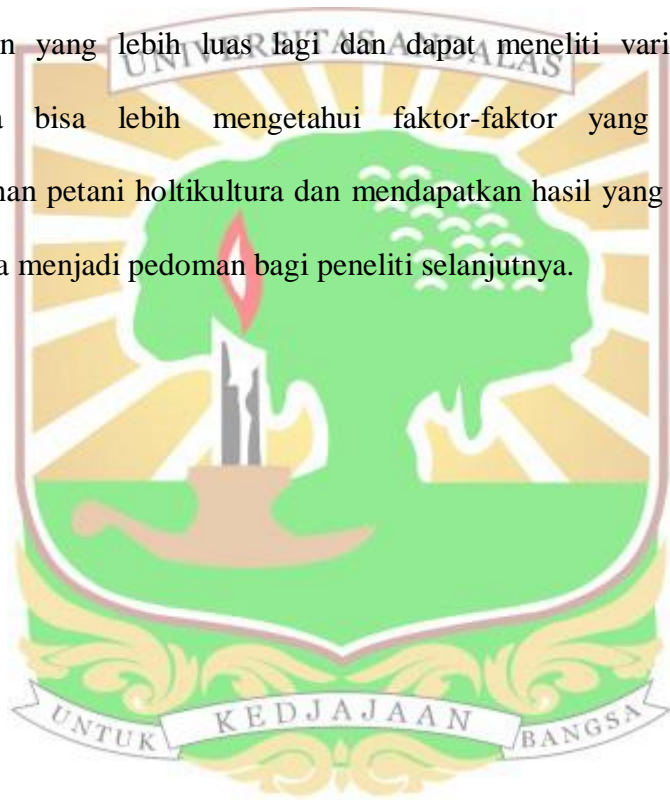 n yang lebih luas lagi dan dapat meneliti vari
UNIVERSITAS ANDALAS
bisa lebih mengetahui faktor-faktor yang
nan petani holtikultura dan mendapatkan hasil yang
a menjadi pedoman bagi peneliti selanjutnya.
UNTUK KEDJAJAAN BANGSA